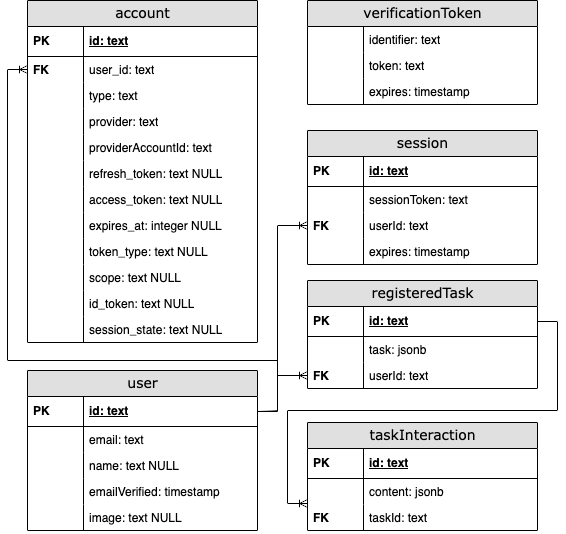 account
PK id: text
FK user_id: text
type: text
provider: text
providerAccountId: text
refresh_token: text NULL
access_token: text NULL
expires_at: integer NULL
token_type: text NULL
scope: text NULL
id_token: text NULL
session_state: text NULL
user
PK id: text
email: text
name: text NULL
emailVerified: timestamp
image: text NULL
verificationToken
identifier: text
token: text
expires: timestamp
session
PK id: text
sessionToken: text
FK userId: text
expires: timestamp
registeredTask
PK id: text
task: jsonb
FK userId: text
taskInteraction
PK id: text
content: jsonb
FK taskId: text